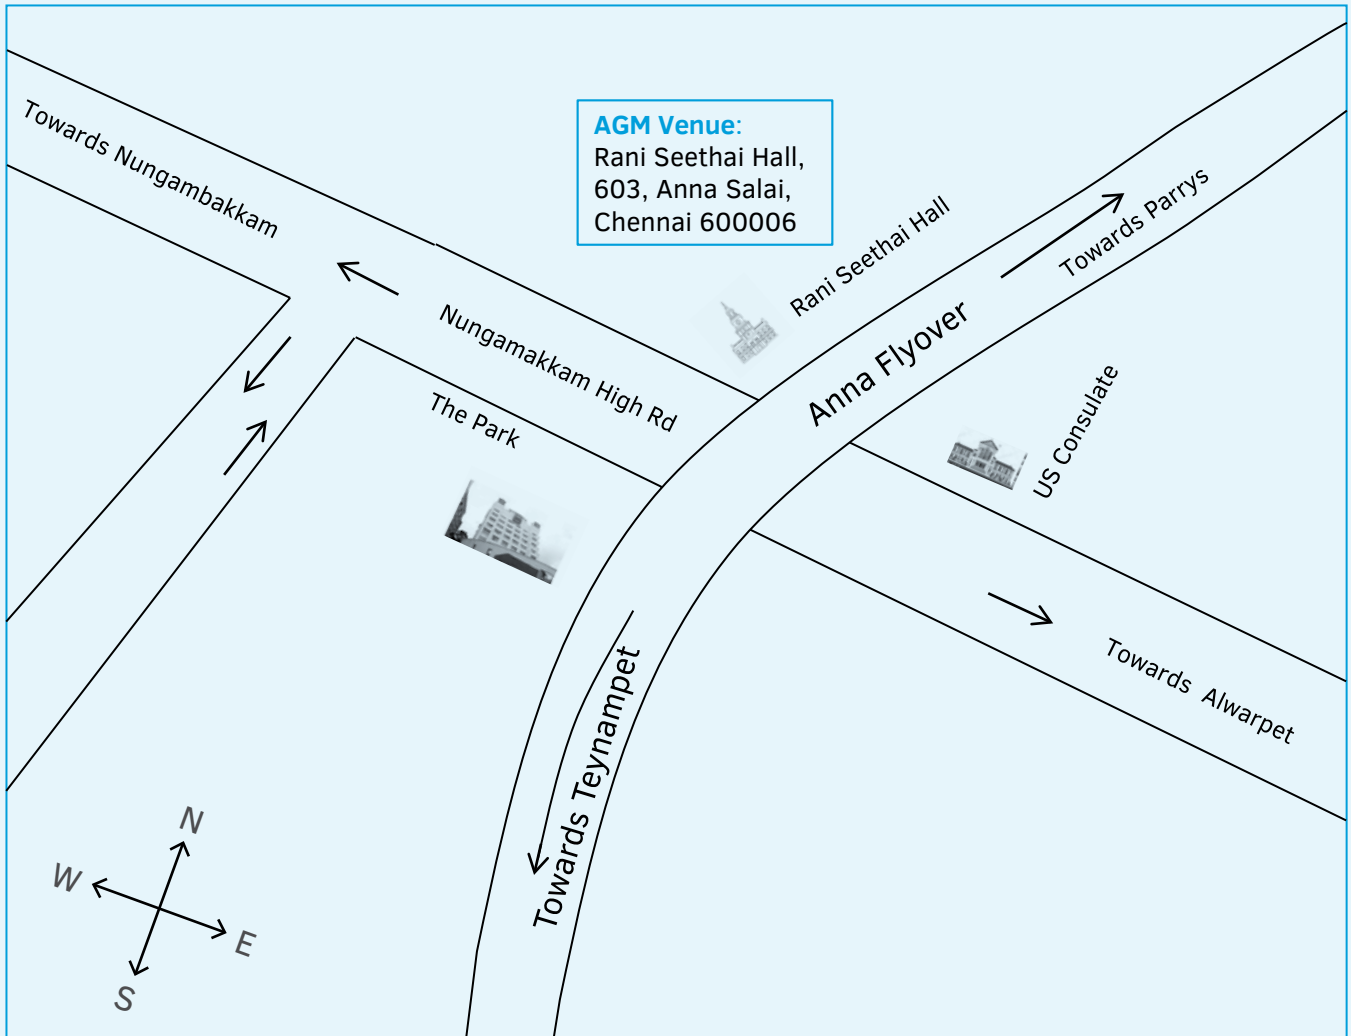 Towards Nungambakkam
AGM Venue:
Rani Seethai Hall,
603, Anna Salai,
Chennai 600006
Rani Seethai Hall
Towards Parrys
Nungamakkam High Rd
Anna Flyover
The Park
US Consulate
Towards Alwarpet
Towards Teynampet
N
W
E
S